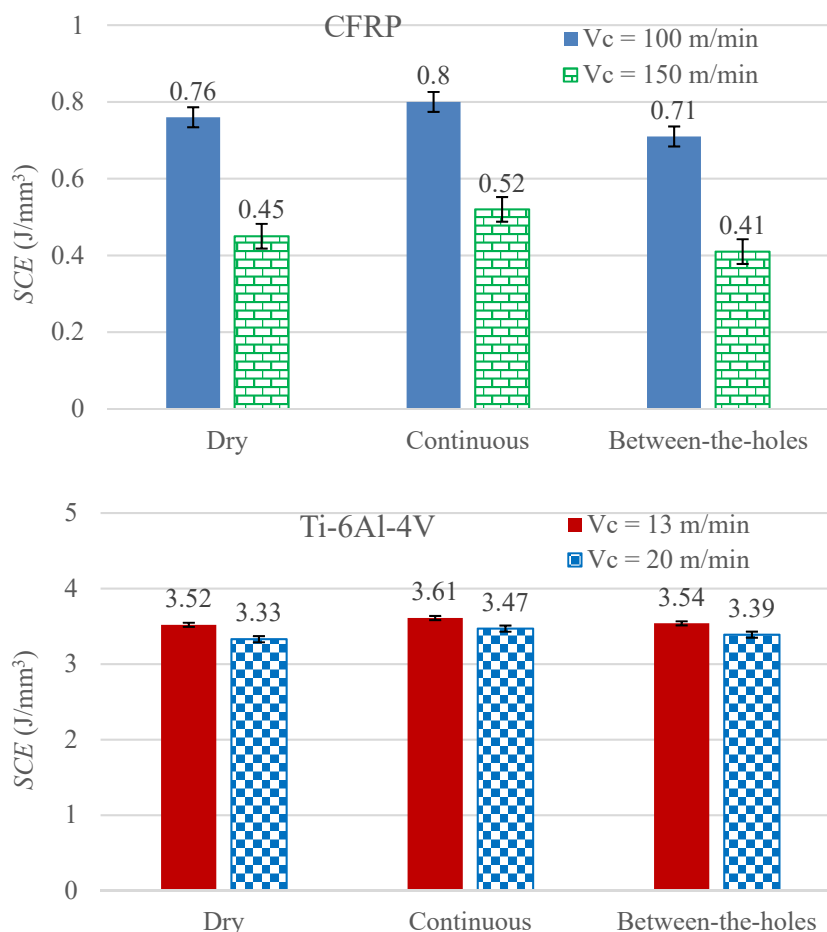 CFRP
Vc = 100 m/min
Vc = 150 m/min
SCE (J/mm³)
1
0.8
0.6
0.4
0.2
0
0.76
0.45
0.8
0.52
0.71
0.41
Dry
Continuous
Between-the-holes
Ti-6Al-4V
Vc = 13 m/min
Vc = 20 m/min
SCE (J/mm³)
5
4
3
2
1
0
3.52
3.33
3.61
3.47
3.54
3.39
Dry
Continuous
Between-the-holes